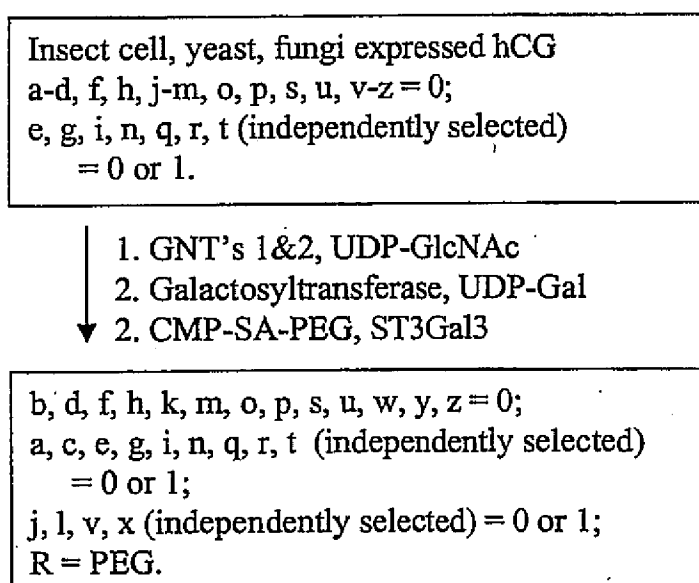 Insect cell, yeast, fungi expressed hCG
a-d, f, h, j-m, o, p, s, u, v-z = 0;
e, g, i, n, q, r, t (independently selected)
= 0 or 1.
1. GNT's 1&2, UDP-GlcNAc
2. Galactosyltransferase, UDP-Gal
2. CMP-SA-PEG, ST3Gal3
b, d, f, h, k, m, o, p, s, u, w, y, z = 0;
a, c, e, g, i, n, q, r, t (independently selected)
= 0 or 1;
j, l, v, x (independently selected) = 0 or 1;
R = PEG.